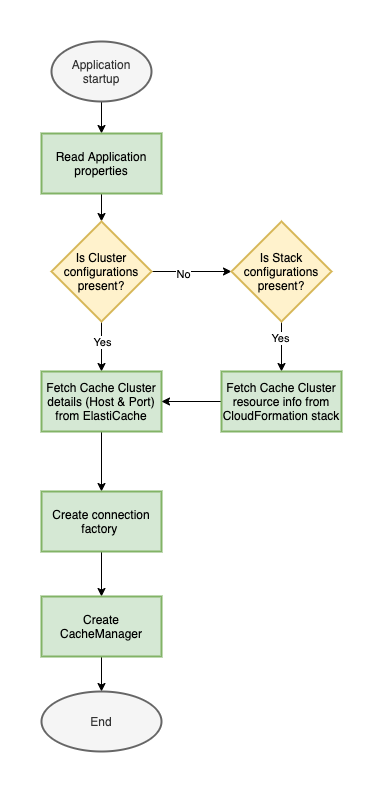 Application
startup
Read Application
properties
Is Cluster
configurations
present?
No
Is Stack
configurations
present?
Yes
Yes
Fetch Cache Cluster
details (Host & Port)
from ElastiCache
Fetch Cache Cluster
resource info from
CloudFormation stack
Create connection
factory
Create
CacheManager
End